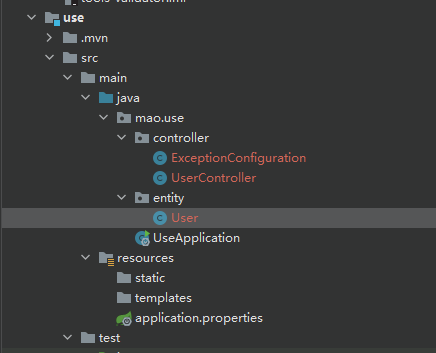 use
.mvn
src
main
java
mao.use
controller
ExceptionConfiguration
UserController
entity
User
UseApplication
resources
static
templates
application.properties
test